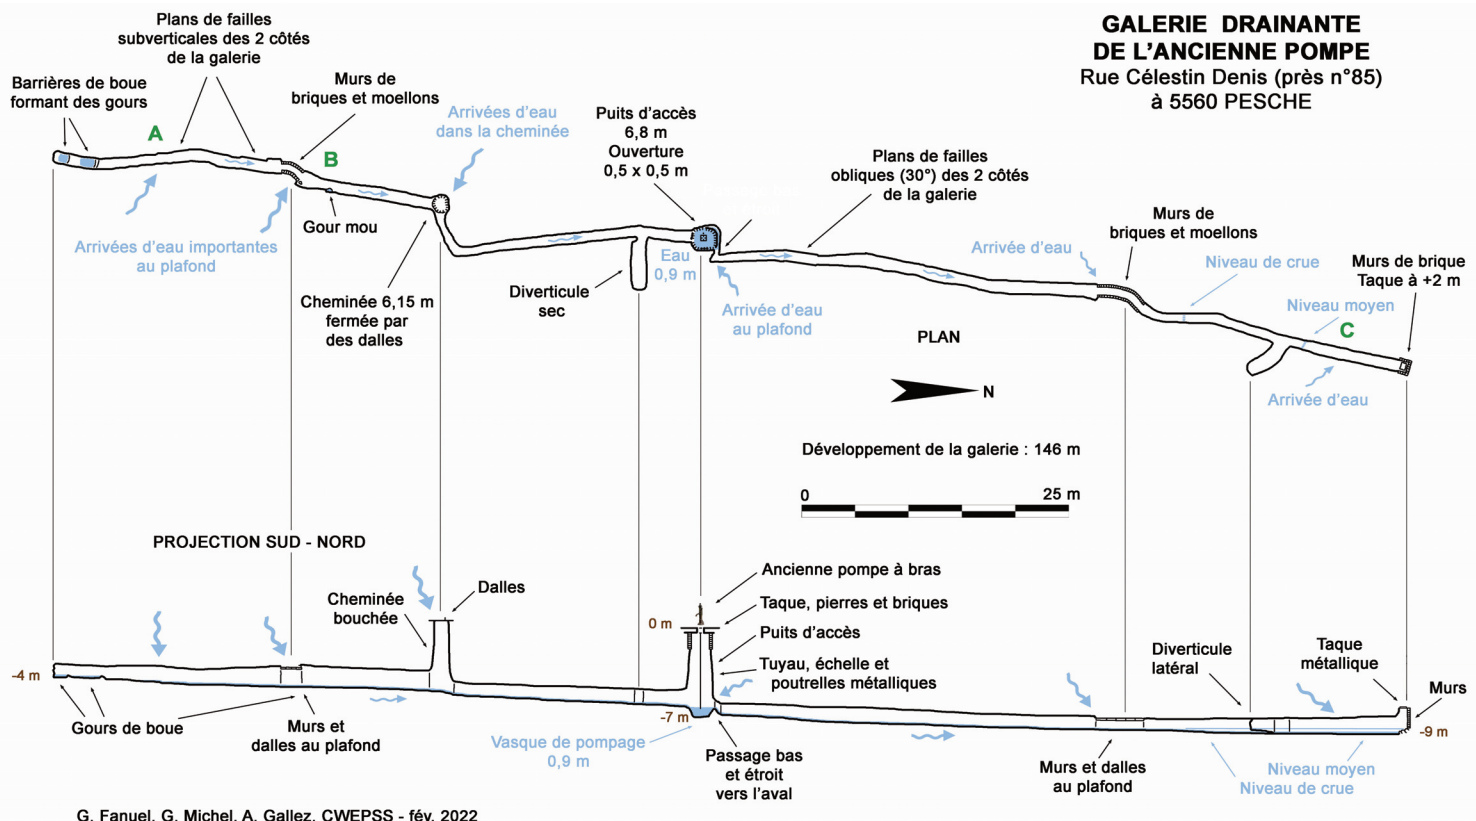 GALERIE DRAINANTE
DE L'ANCIENNE POMPE
Rue Célestin Denis (près n°85)
à 5560 PESCHE
Plans de failles
subverticales des 2 côtés
de la galerie
Barrières de boue
formant des gours
Murs de
briques et moellons
A
B
Arrivées d'eau
dans la cheminée
Puits d'accès
6,8 m
Ouverture
0,5 x 0,5 m
Plans de failles
obliques (30°) des 2 côtés
de la galerie
Murs de
briques et moellons
Arrivées d'eau importantes
au plafond
Gour mou
Eau
0,9 m
Arrivée d'eau
Niveau de crue
Murs de brique
Taque à +2 m
Cheminée 6,15 m
fermée par
des dalles
Diverticule
sec
Arrivée d'eau
au plafond
Niveau moyen
C
PLAN
Arrivée d'eau
N
Développement de la galerie : 146 m
0
25 m
PROJECTION SUD - NORD
Ancienne pompe à bras
Dalles
Cheminée
bouchée
0 m
Taque, pierres et briques
Puits d'accès
Tuyau, échelle et
poutrelles métalliques
Diverticule
latéral
Taque
métallique
-4 m
Murs
Gours de boue
Murs et
dalles au plafond
-7 m
-9 m
Vasque de pompage
0,9 m
Passage bas
et étroit
vers l'aval
Murs et dalles
au plafond
Niveau moyen
Niveau de crue
G. Fanuel, G. Michel, A. Gallez, CWEPSS - fév. 2022